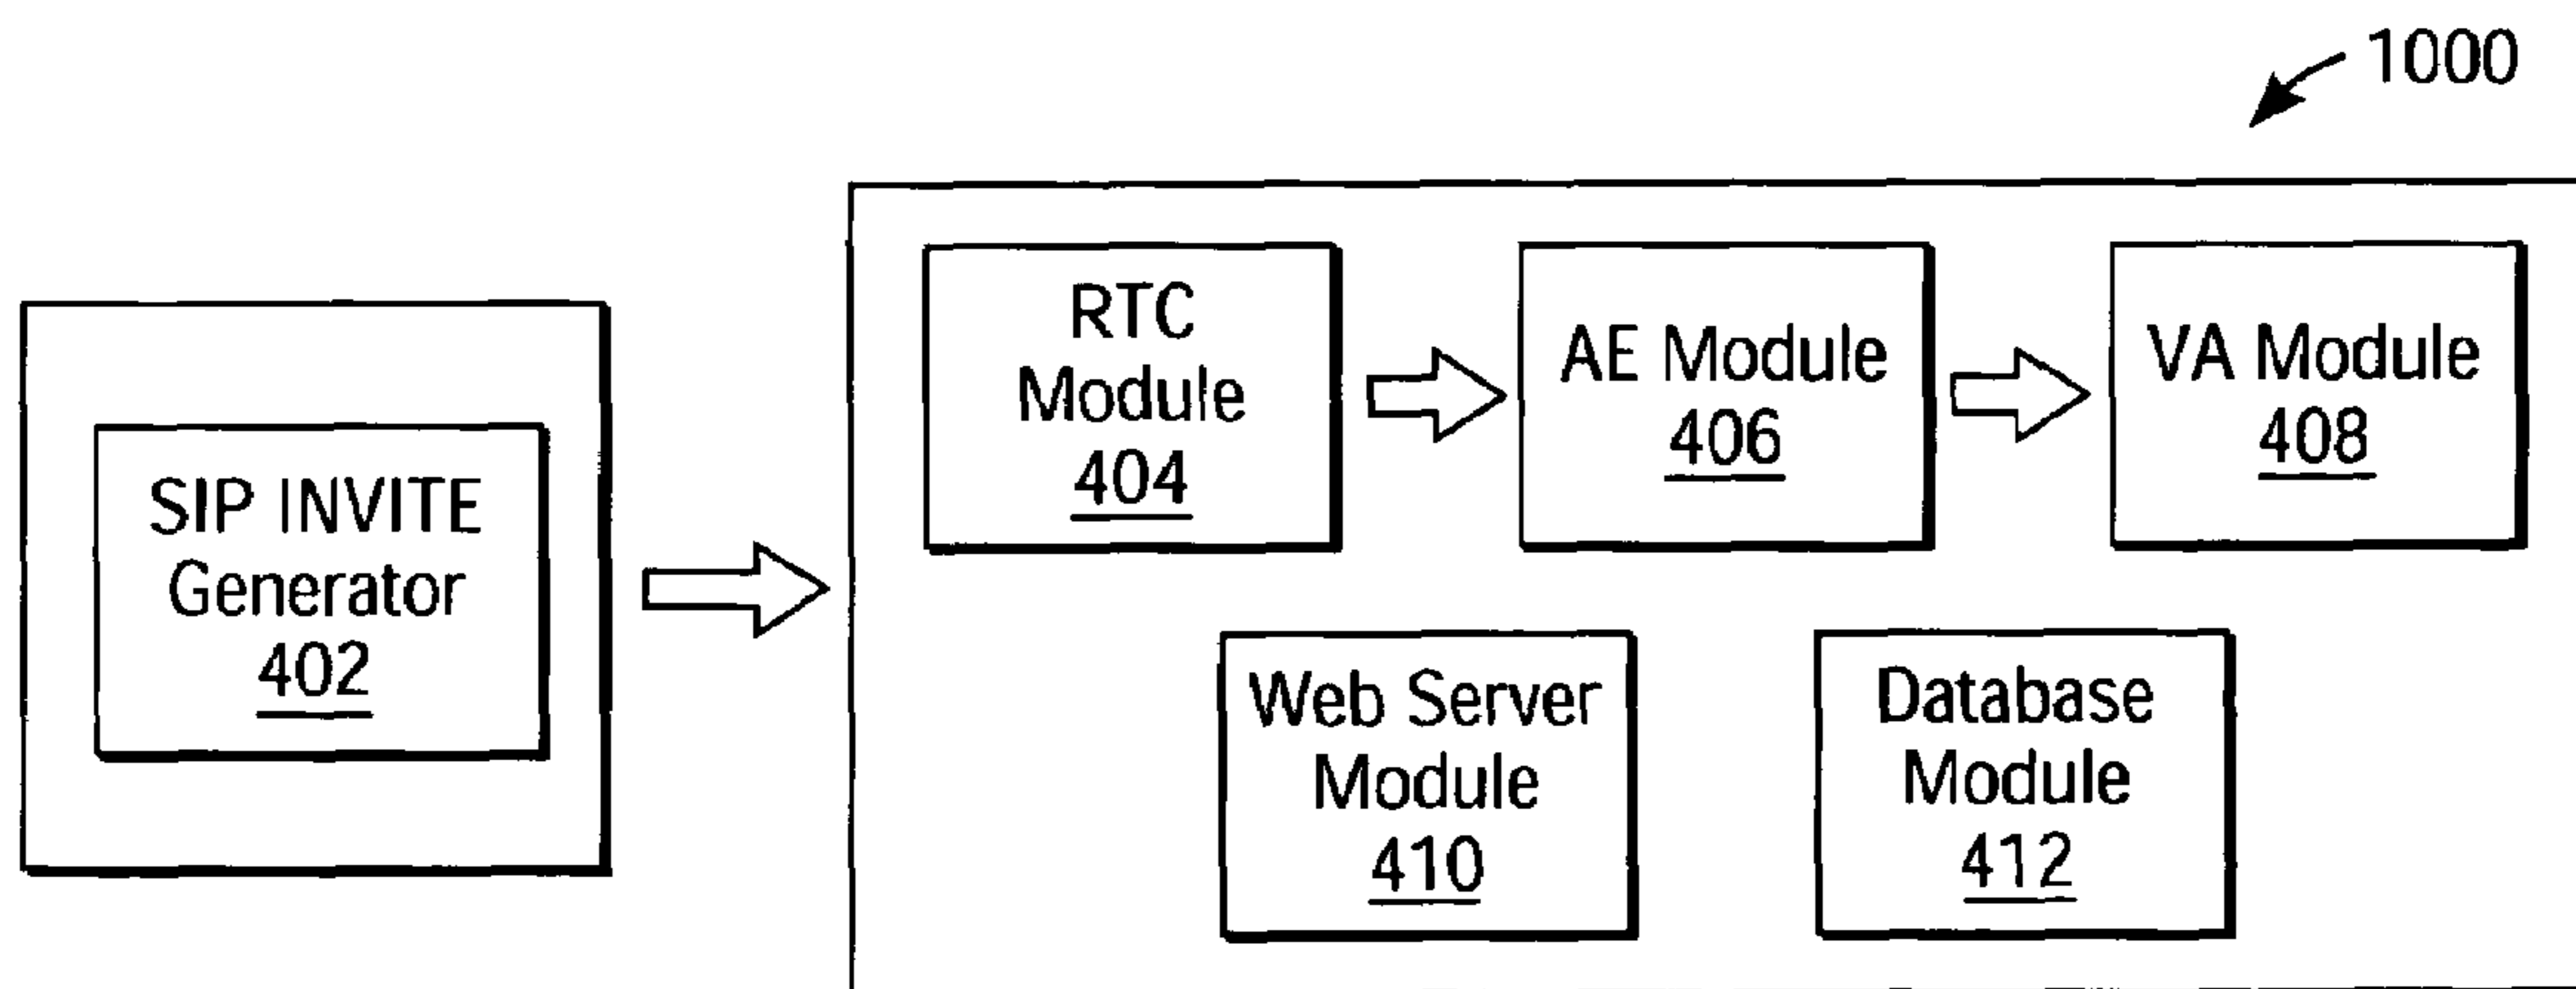 1000
SIP INVITE
Generator
402
RTC
Module
404
AE Module
406
VA Module
408
Web Server
Module
410
Database
Module
412